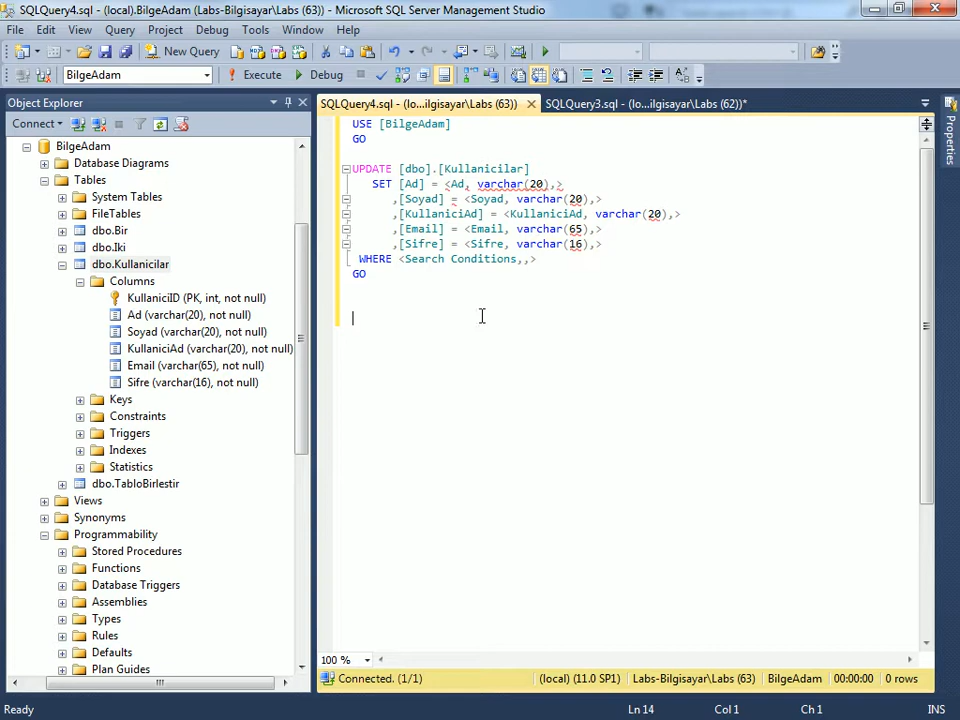 SQLQuery4.sql - (local).BilgeAdam (Labs-Bilgisayar\Labs (63)) - Microsoft SQL Server Management Studio
File Edit View Query Project Debug Tools Window Help
New Query
BilgeAdam Execute Debug
Object Explorer
Connect
BilgeAdam
Database Diagrams
Tables
System Tables
FileTables
dbo.Bir
dbo.Iki
dbo.Kullanicilar
Columns
KullaniciID (PK, int, not null)
Ad (varchar(20), not null)
Soyad (varchar(20), not null)
KullaniciAd (varchar(20), not null)
Email (varchar(65), not null)
Sifre (varchar(16), not null)
Keys
Constraints
Triggers
Indexes
Statistics
dbo.TabloBirlestir
Views
Synonyms
Programmability
Stored Procedures
Functions
Database Triggers
Assemblies
Types
Rules
Defaults
Plan Guides
SQLQuery4.sql - (lo...ilgisayar\Labs (63)) SQLQuery3.sql - (lo...ilgisayar\Labs (62))*
USE [BilgeAdam]
GO
UPDATE [dbo].[Kullanicilar]
SET [Ad] = <Ad, varchar(20),>
,[Soyad] = <Soyad, varchar(20),>
,[KullaniciAd] = <KullaniciAd, varchar(20),>
,[Email] = <Email, varchar(65),>
,[Sifre] = <Sifre, varchar(16),>
WHERE <Search Conditions,,>
GO
100 %
Connected. (1/1) (local) (11.0 SP1) Labs-Bilgisayar\Labs (63) BilgeAdam 00:00:00 0 rows
Properties
Ready Ln 14 Col 1 Ch 1 INS